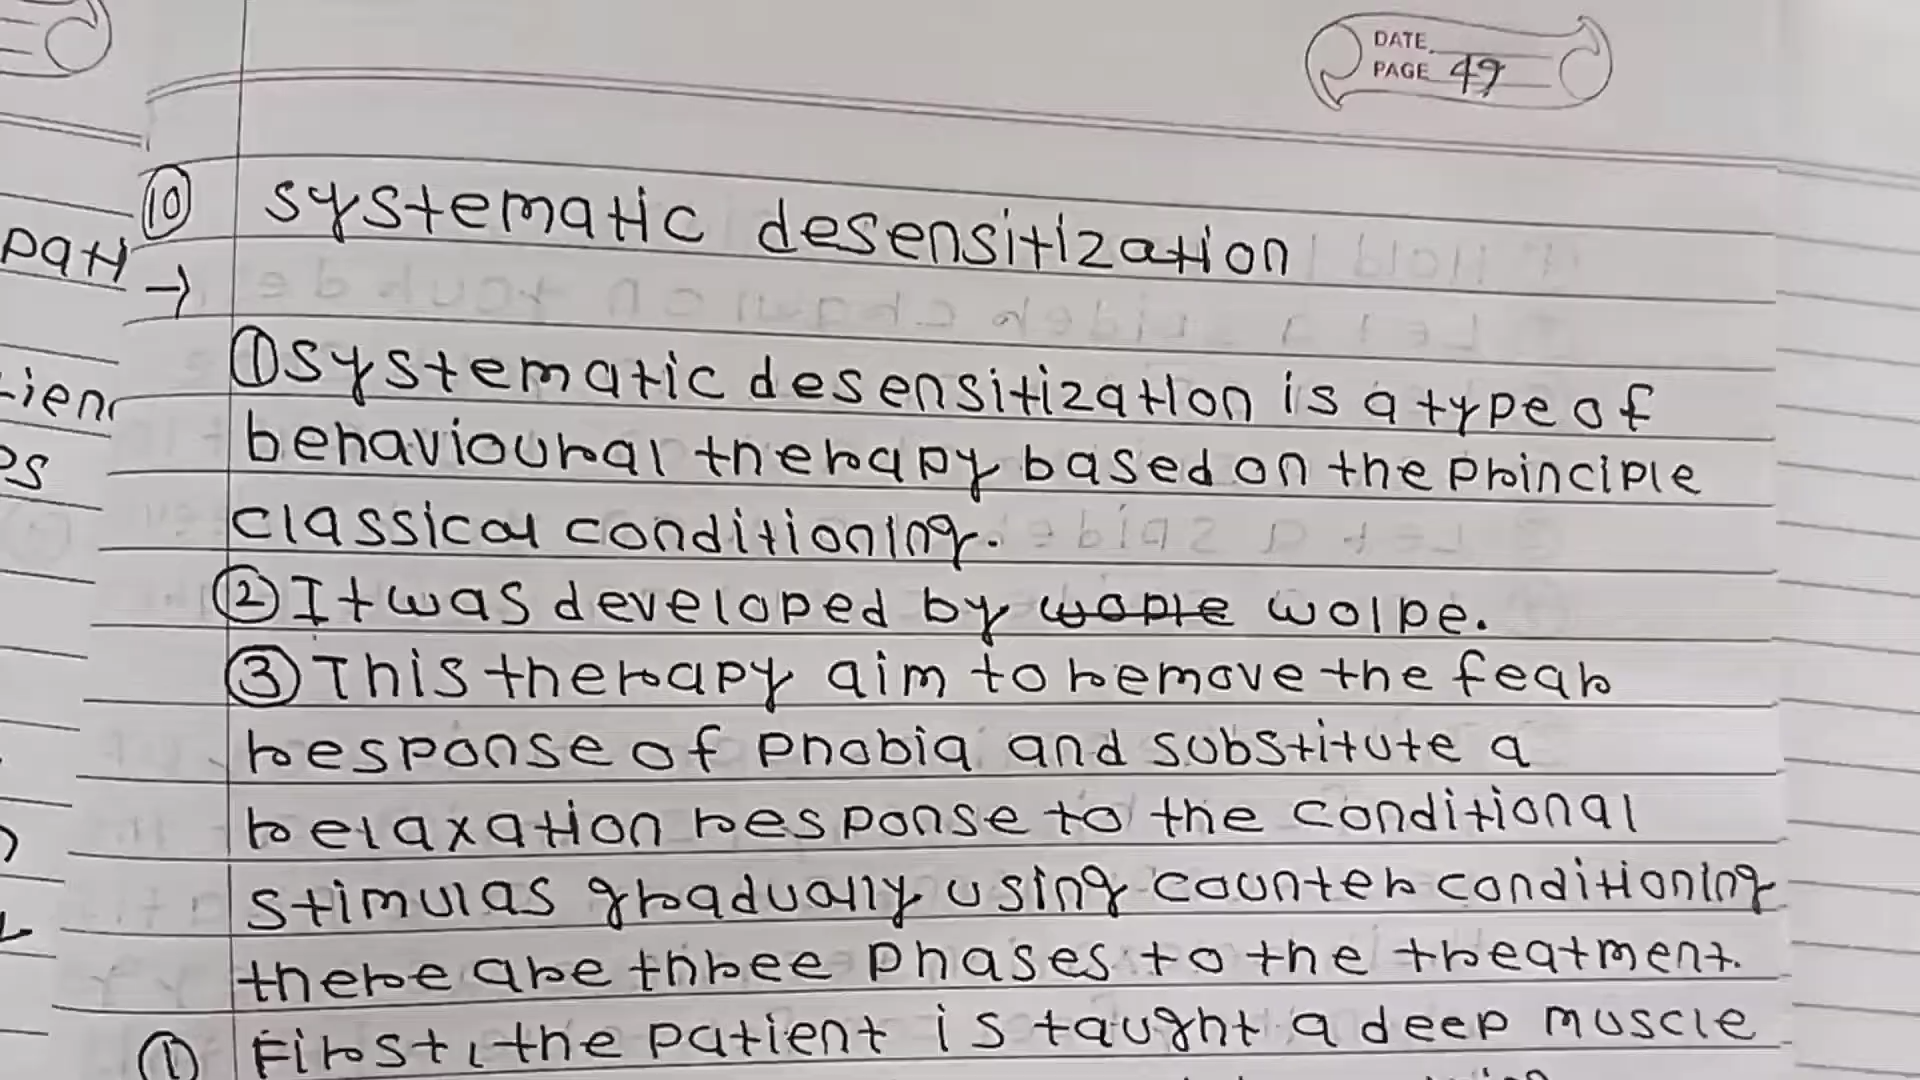 DATE
PAGE 49
⑩ systematic desensitization
→
① systematic desensitization is a type of
behavioural therapy based on the principle
classical conditioning.
② It was developed by wople wolpe.
③ This therapy aim to remove the fear
response of phobia and substitute a
relaxation response to the conditional
stimulas gradually using counter conditioning
there are three phases to the treatment.
① First, the patient is taught a deep muscle